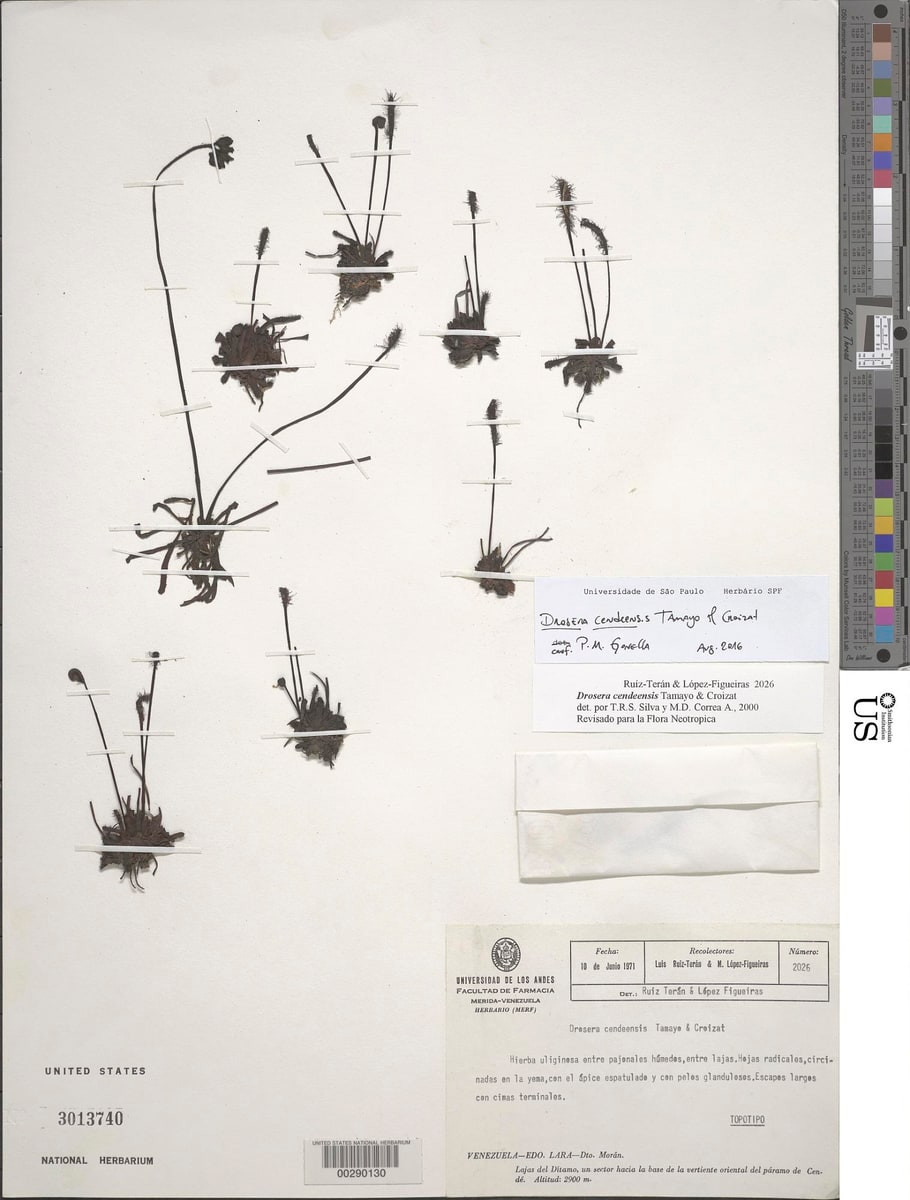 Universidade de São Paulo Herbário SPF
Drosera cendeensis Tamayo & Croizat
conf. P. M. Gonella Aug. 2016
Ruíz-Terán & López-Figueiras 2026
Drosera cendeensis Tamayo & Croizat
det. por T.R.S. Silva y M.D. Correa A., 2000
Revisado para la Flora Neotropica
Golden Thread
Smithsonian
Institution
US
UNIVERSIDAD DE LOS ANDES
FACULTAD DE FARMACIA
MERIDA-VENEZUELA
HERBARIO (MERF)
Fecha: Recolectores: Número:
10 de Junio 1971 Luis Ruíz-Terán & M. López-Figueiras 2026
DET.: Ruíz Terán & López Figueiras
Drosera cendeensis Tamayo & Croizat
Hierba uliginosa entre pajonales húmedos,entre lajas.Hojas radicales,circi-
nadas en la yema,con el ápice espatulado y con pelos glandulosos.Escapos largos
con cimas terminales.
TOPOTIPO
VENEZUELA—EDO. LARA—Dto. Morán.
Lajas del Ditamo, un sector hacia la base de la vertiente oriental del páramo de Cen-
dé. Altitud: 2900 m.
UNITED STATES
3013740
NATIONAL HERBARIUM
UNITED STATES NATIONAL HERBARIUM
00290130